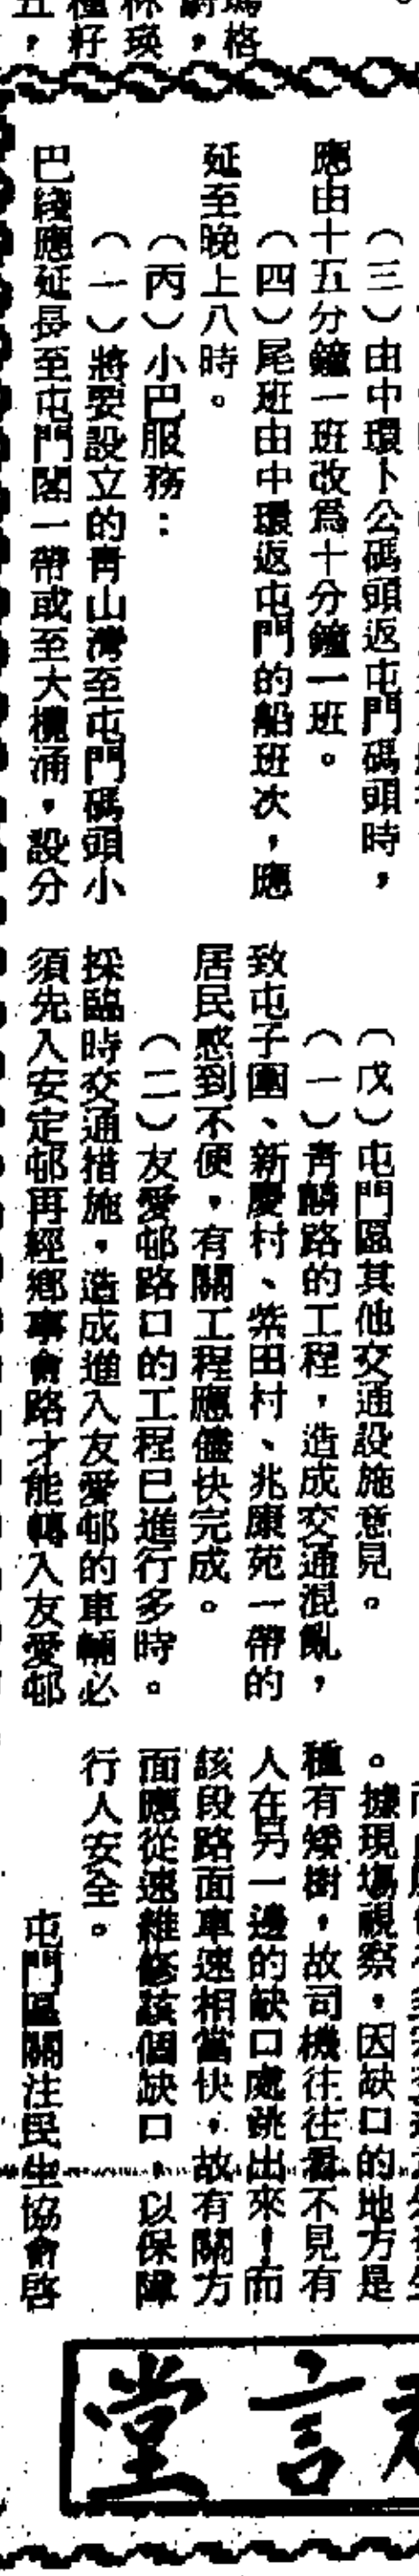 （三）由中環卜公碼頭返屯門碼頭時，
應由十五分鐘一班改爲十分鐘一班。
（四）尾班由中環返屯門的船班次，應
延至晚上八時。
（丙）小巴服務：
（一）將要設立的靑山灣至屯門碼頭小
巴綫應延長至屯門閣一帶或至大欖涌，設分
（戊）屯門區其他交通設施意見。
（一）靑麟路的工程，造成交通混亂，
致屯子圍、新慶村、紫田村、兆康苑一帶的
居民感到不便，有關工程應儘快完成。
（二）友愛邨路口的工程已進行多時。
採臨時交通措施，造成進入友愛邨的車輛必
須先入安定邨再經鄉事會路才能轉入友愛邨
。據現場視察，因缺口的地方是
種有矮樹，故司機往往看不見有
人在另一邊的缺口處跳出來！而
該段路面車速相當快，故有關方
面應從速維修該個缺口，以保障
行人安全。
屯門區關注民生協會啓
言堂